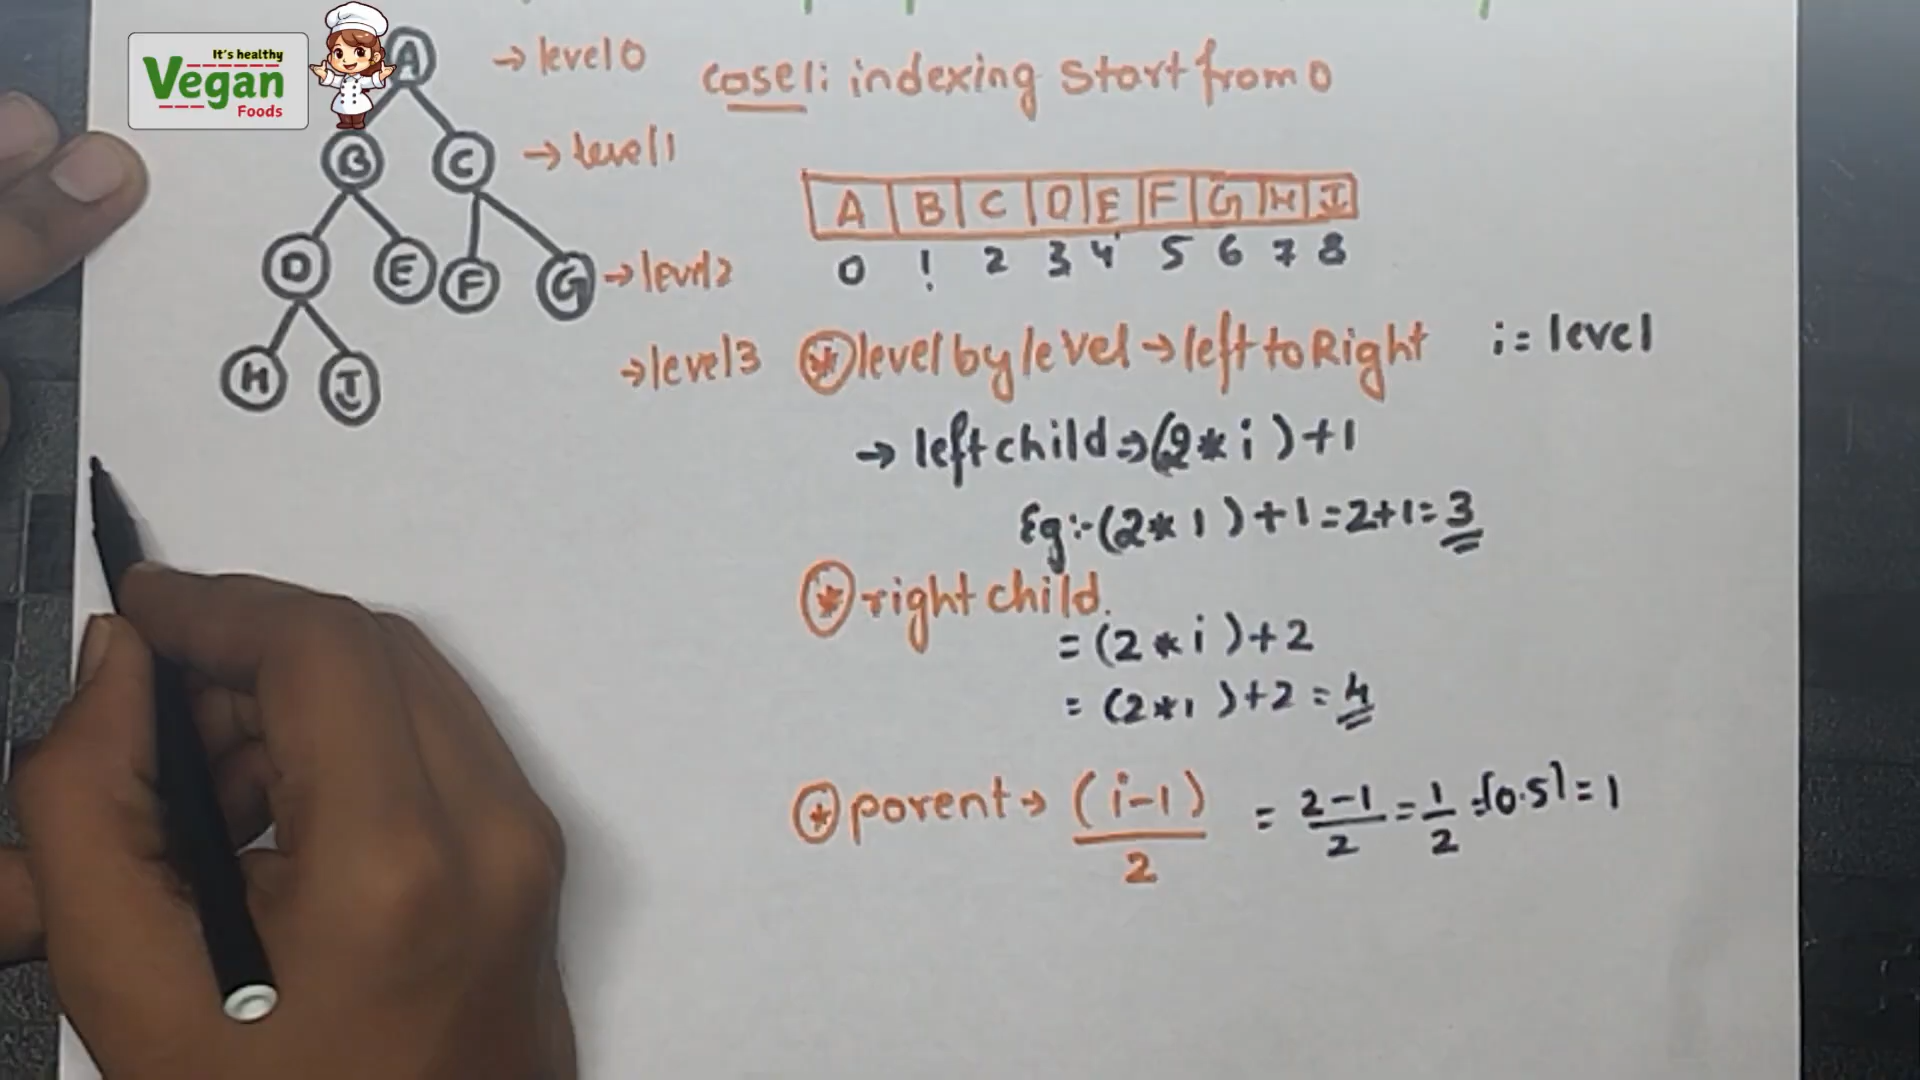 It's healthy
Vegan
Foods
A
→ level 0
B C
→ level 1
D E F G
→ level 2
H I
→ level 3
case 1: indexing start from 0
A B C D E F G H I
0 1 2 3 4 5 6 7 8
* level by level → left to Right i = level
→ left child ⇒ (2 * i ) + 1
Eg :- (2 * 1 ) + 1 = 2 + 1 = 3
* right child.
= (2 * i ) + 2
= (2 * 1 ) + 2 = 4
* parent → (i-1) / 2 = 2-1 / 2 = 1 / 2 = ⌈0.5⌉ = 1